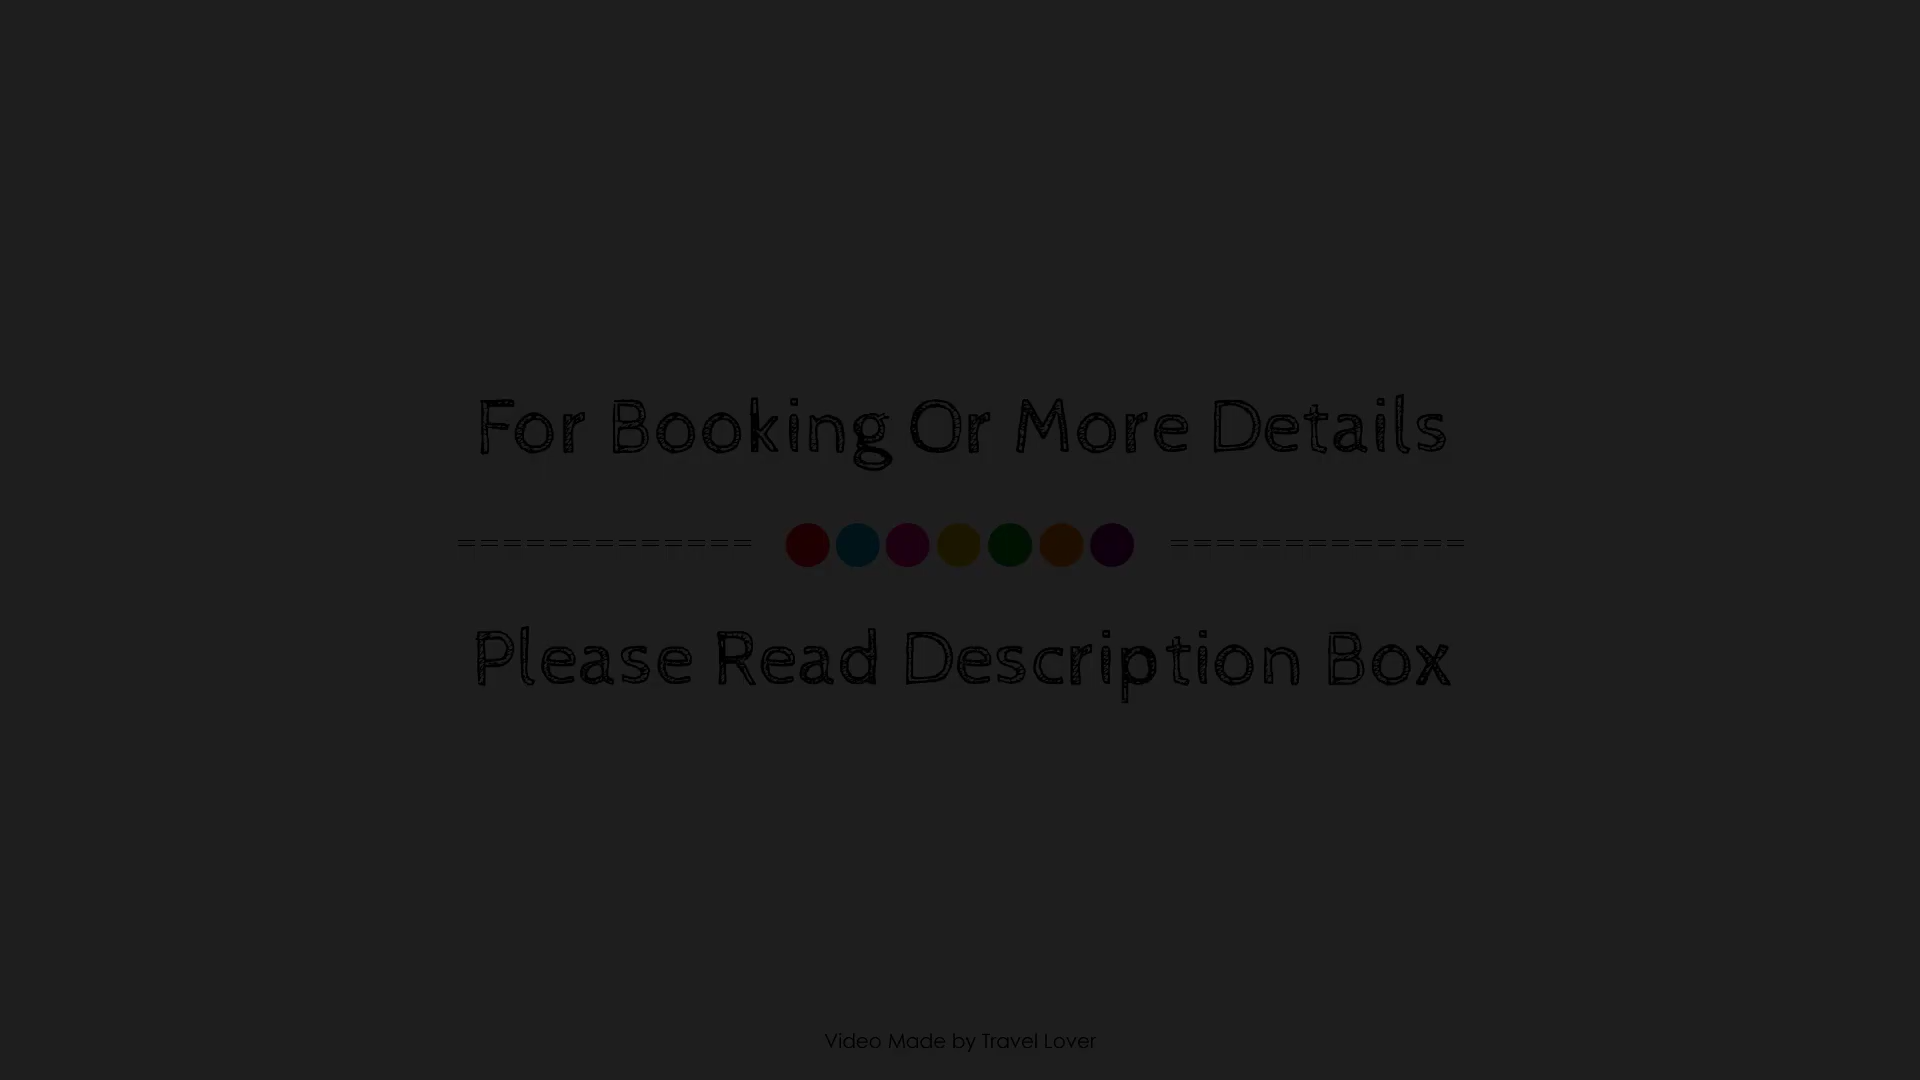 For Booking Or More Details
============= =============
Please Read Description Box
Video Made by Travel Lover